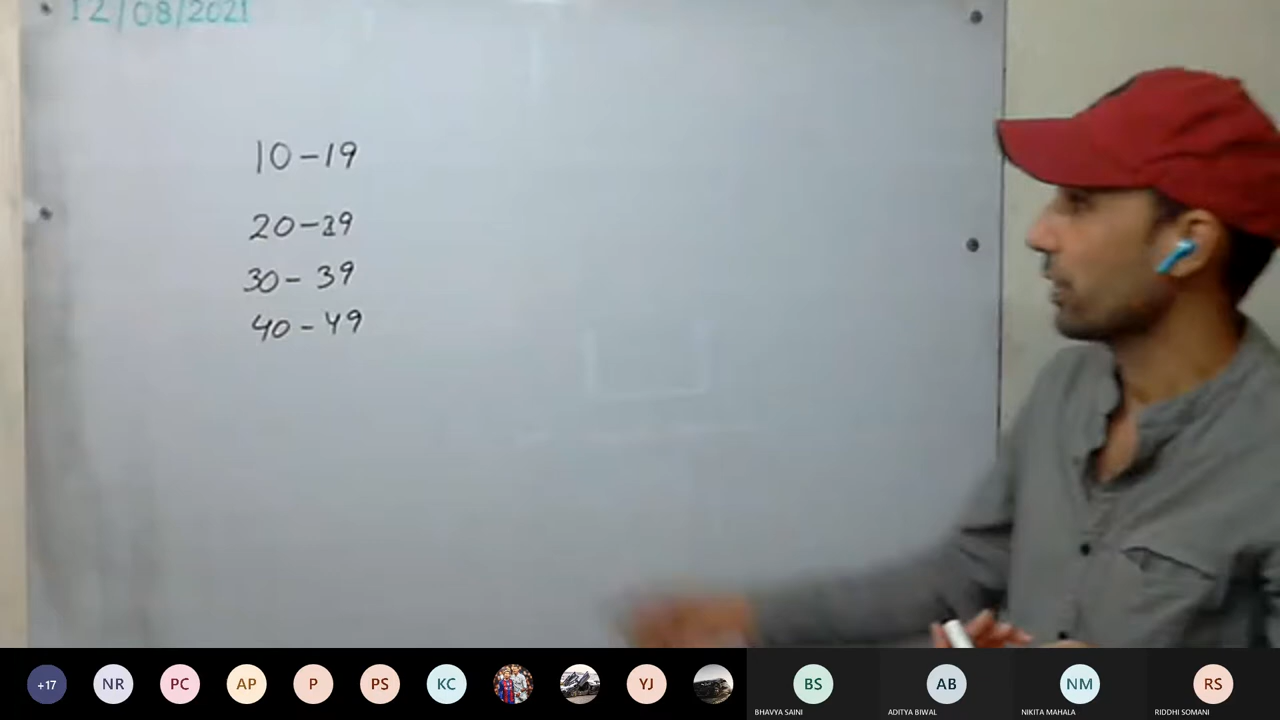 12/08/2021
10-19
20-29
30-39
40-49
+17 NR PC AP P PS KC YJ BS AB NM RS
BHAVYA SAINI ADITYA BIWAL NIKITA MAHALA RIDDHI SOMANI